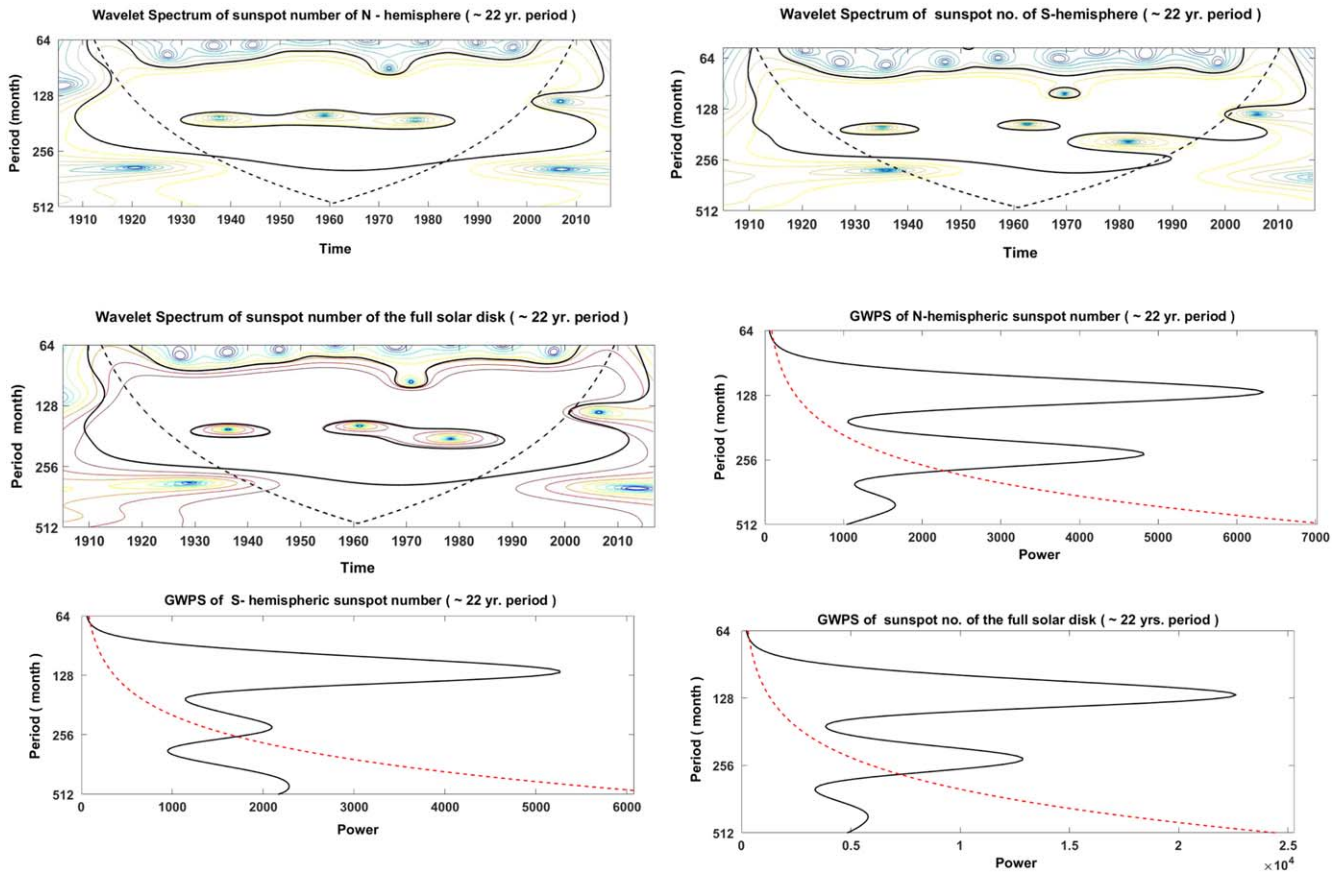 Wavelet Spectrum of sunspot number of N - hemisphere ( ~ 22 yr. period )
64
128
256
512
Period (month)
1910 1920 1930 1940 1950 1960 1970 1980 1990 2000 2010
Time
Wavelet Spectrum of sunspot no. of S-hemisphere ( ~ 22 yr. period )
64
128
256
512
Period (month )
1910 1920 1930 1940 1950 1960 1970 1980 1990 2000 2010
Time
Wavelet Spectrum of sunspot number of the full solar disk ( ~ 22 yr. period )
64
128
256
512
Period month)
1910 1920 1930 1940 1950 1960 1970 1980 1990 2000 2010
Time
GWPS of N-hemispheric sunspot number ( ~ 22 yr. period )
64
128
256
512
Period ( month )
0 1000 2000 3000 4000 5000 6000 7000
Power
GWPS of S- hemispheric sunspot number ( ~ 22 yr. period )
64
128
256
512
Period ( month )
0 1000 2000 3000 4000 5000 6000
Power
GWPS of sunspot no. of the full solar disk ( ~ 22 yrs. period )
64
128
256
512
Period ( month )
0 0.5 1 1.5 2 2.5
×10⁴
Power